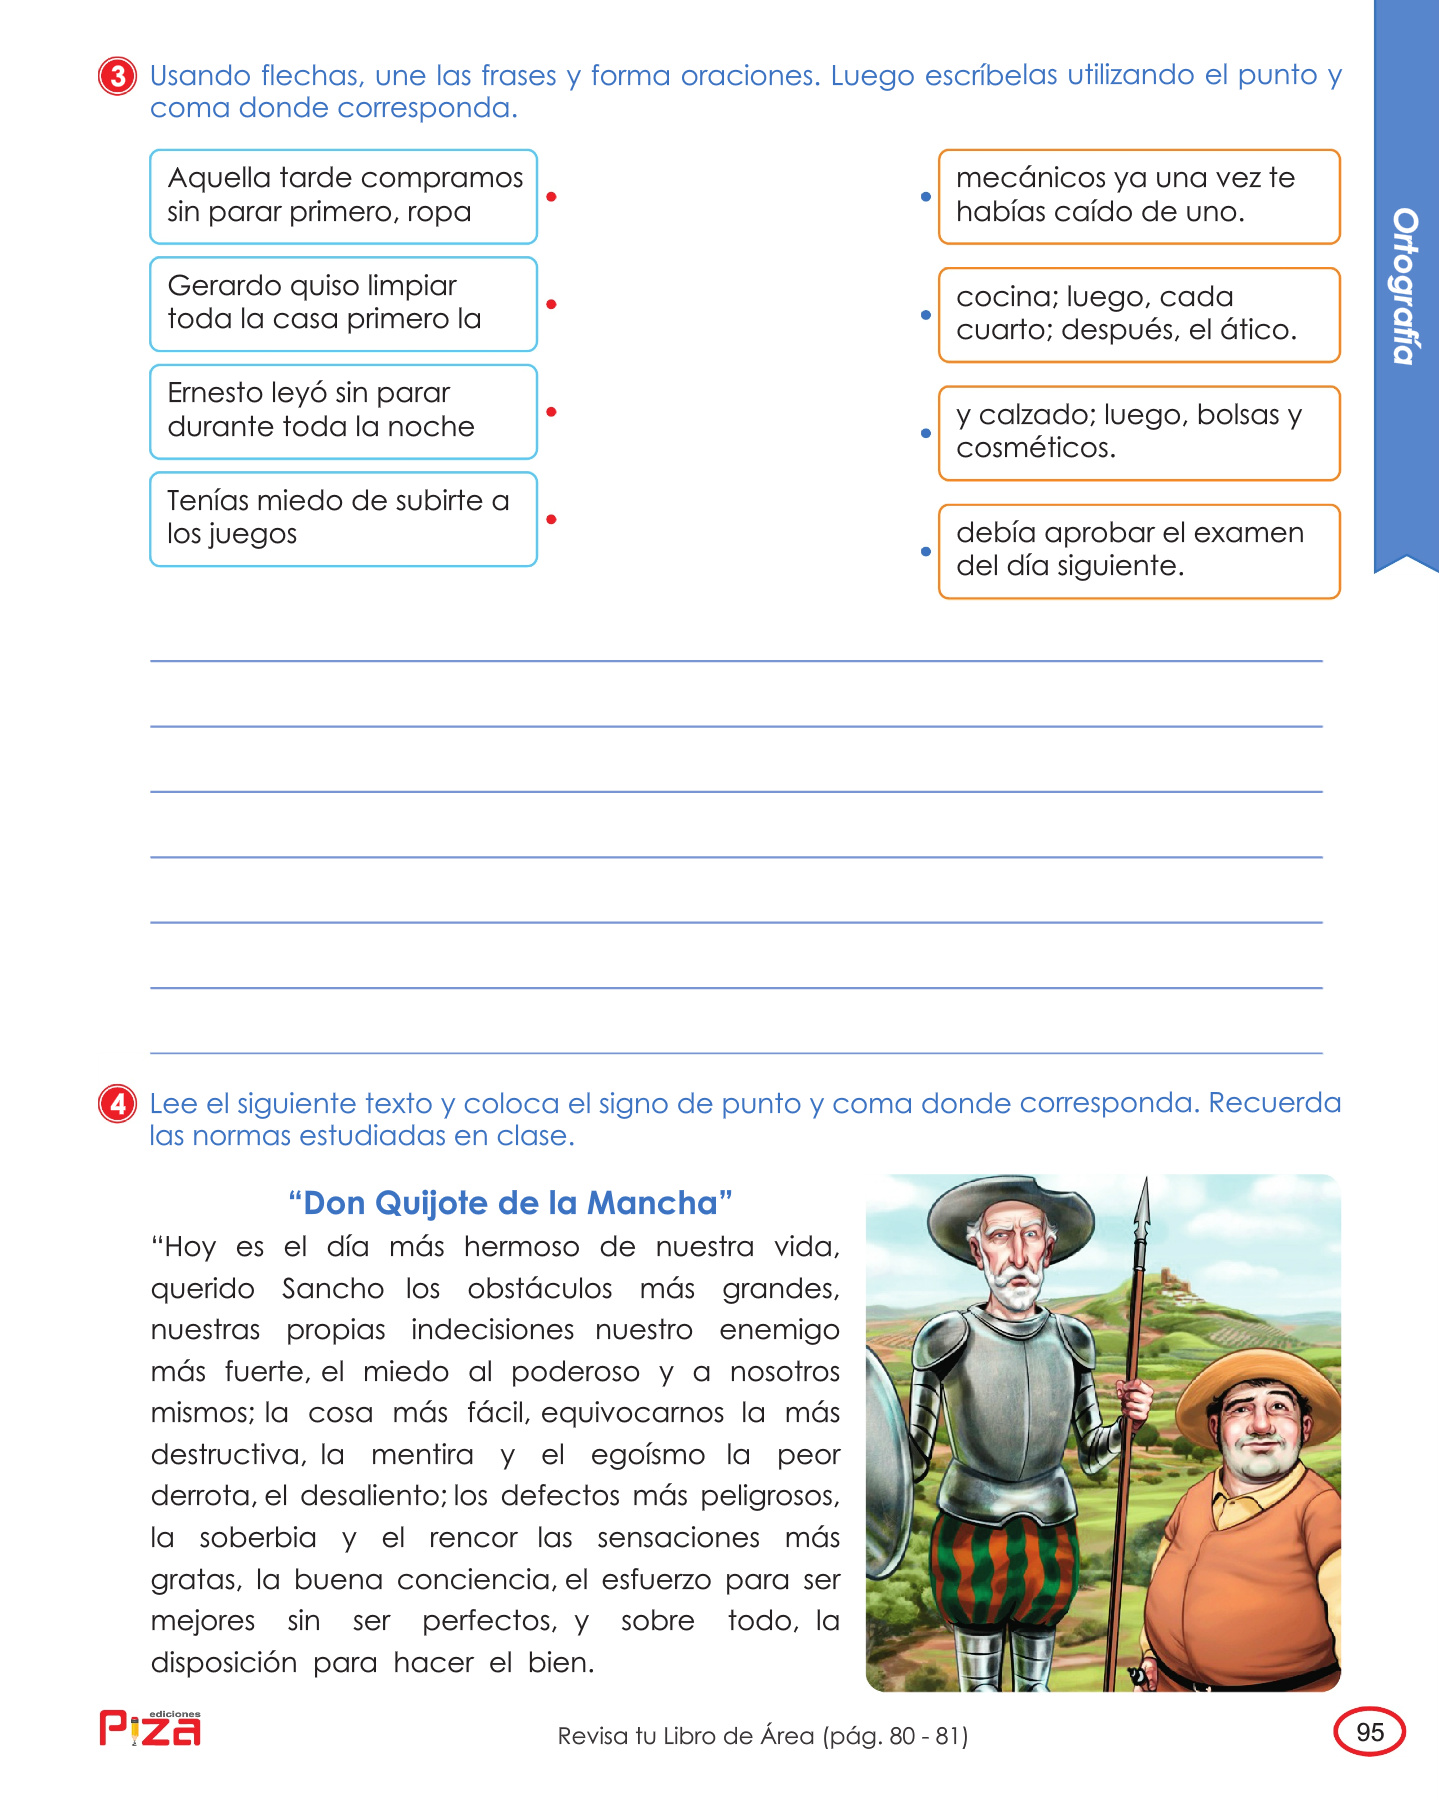 3 Usando flechas, une las frases y forma oraciones. Luego escríbelas utilizando el punto y
coma donde corresponda.
Aquella tarde compramos
sin parar primero, ropa
Gerardo quiso limpiar
toda la casa primero la
Ernesto leyó sin parar
durante toda la noche
Tenías miedo de subirte a
los juegos
mecánicos ya una vez te
habías caído de uno.
cocina; luego, cada
cuarto; después, el ático.
y calzado; luego, bolsas y
cosméticos.
debía aprobar el examen
del día siguiente.
Ortografía
4 Lee el siguiente texto y coloca el signo de punto y coma donde corresponda. Recuerda
las normas estudiadas en clase.
“Don Quijote de la Mancha”
“Hoy es el día más hermoso de nuestra vida,
querido Sancho los obstáculos más grandes,
nuestras propias indecisiones nuestro enemigo
más fuerte, el miedo al poderoso y a nosotros
mismos; la cosa más fácil, equivocarnos la más
destructiva, la mentira y el egoísmo la peor
derrota, el desaliento; los defectos más peligrosos,
la soberbia y el rencor las sensaciones más
gratas, la buena conciencia, el esfuerzo para ser
mejores sin ser perfectos, y sobre todo, la
disposición para hacer el bien.
ediciones
Piza
Revisa tu Libro de Área (pág. 80 - 81)
95